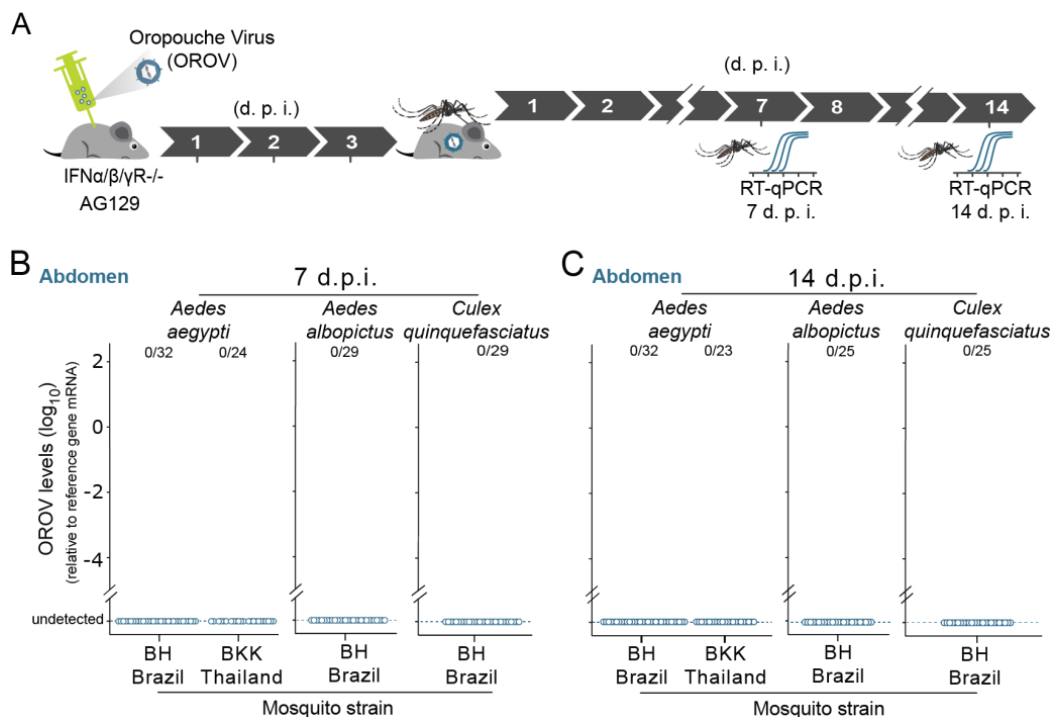 A
Oropouche Virus
(OROV)
(d. p. i.)
1 2 3
IFNα/β/γR-/-
AG129
(d. p. i.)
1 2 7 8 14
RT-qPCR
7 d. p. i.
RT-qPCR
14 d. p. i.
B Abdomen 7 d.p.i.
Aedes aegypti
Aedes albopictus
Culex quinquefasciatus
0/32 0/24 0/29 0/29
OROV levels (log10)
(relative to reference gene mRNA)
2
0
-2
-4
undetected
BH Brazil
BKK Thailand
BH Brazil
BH Brazil
Mosquito strain
C Abdomen 14 d.p.i.
Aedes aegypti
Aedes albopictus
Culex quinquefasciatus
0/32 0/23 0/25 0/25
BH Brazil
BKK Thailand
BH Brazil
BH Brazil
Mosquito strain